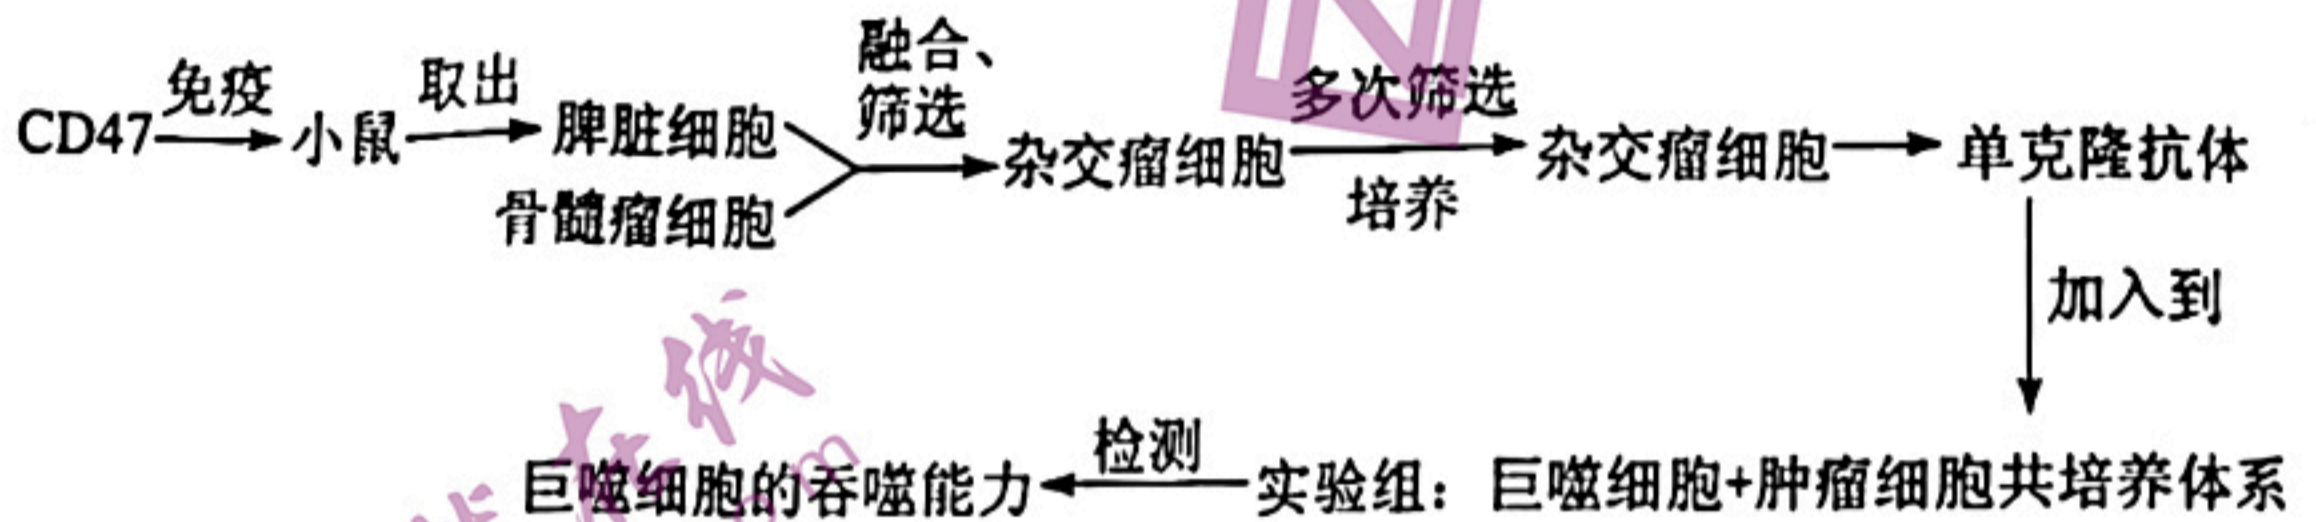 融合、
免疫
取出
筛选
多次筛选
CD47
小鼠
脾脏细胞
杂交瘤细胞
杂交瘤细胞
单克隆抗体
骨髓瘤细胞
培养
加入到
检测
巨噬细胞的吞噬能力
实验组：巨噬细胞+肿瘤细胞共培养体系